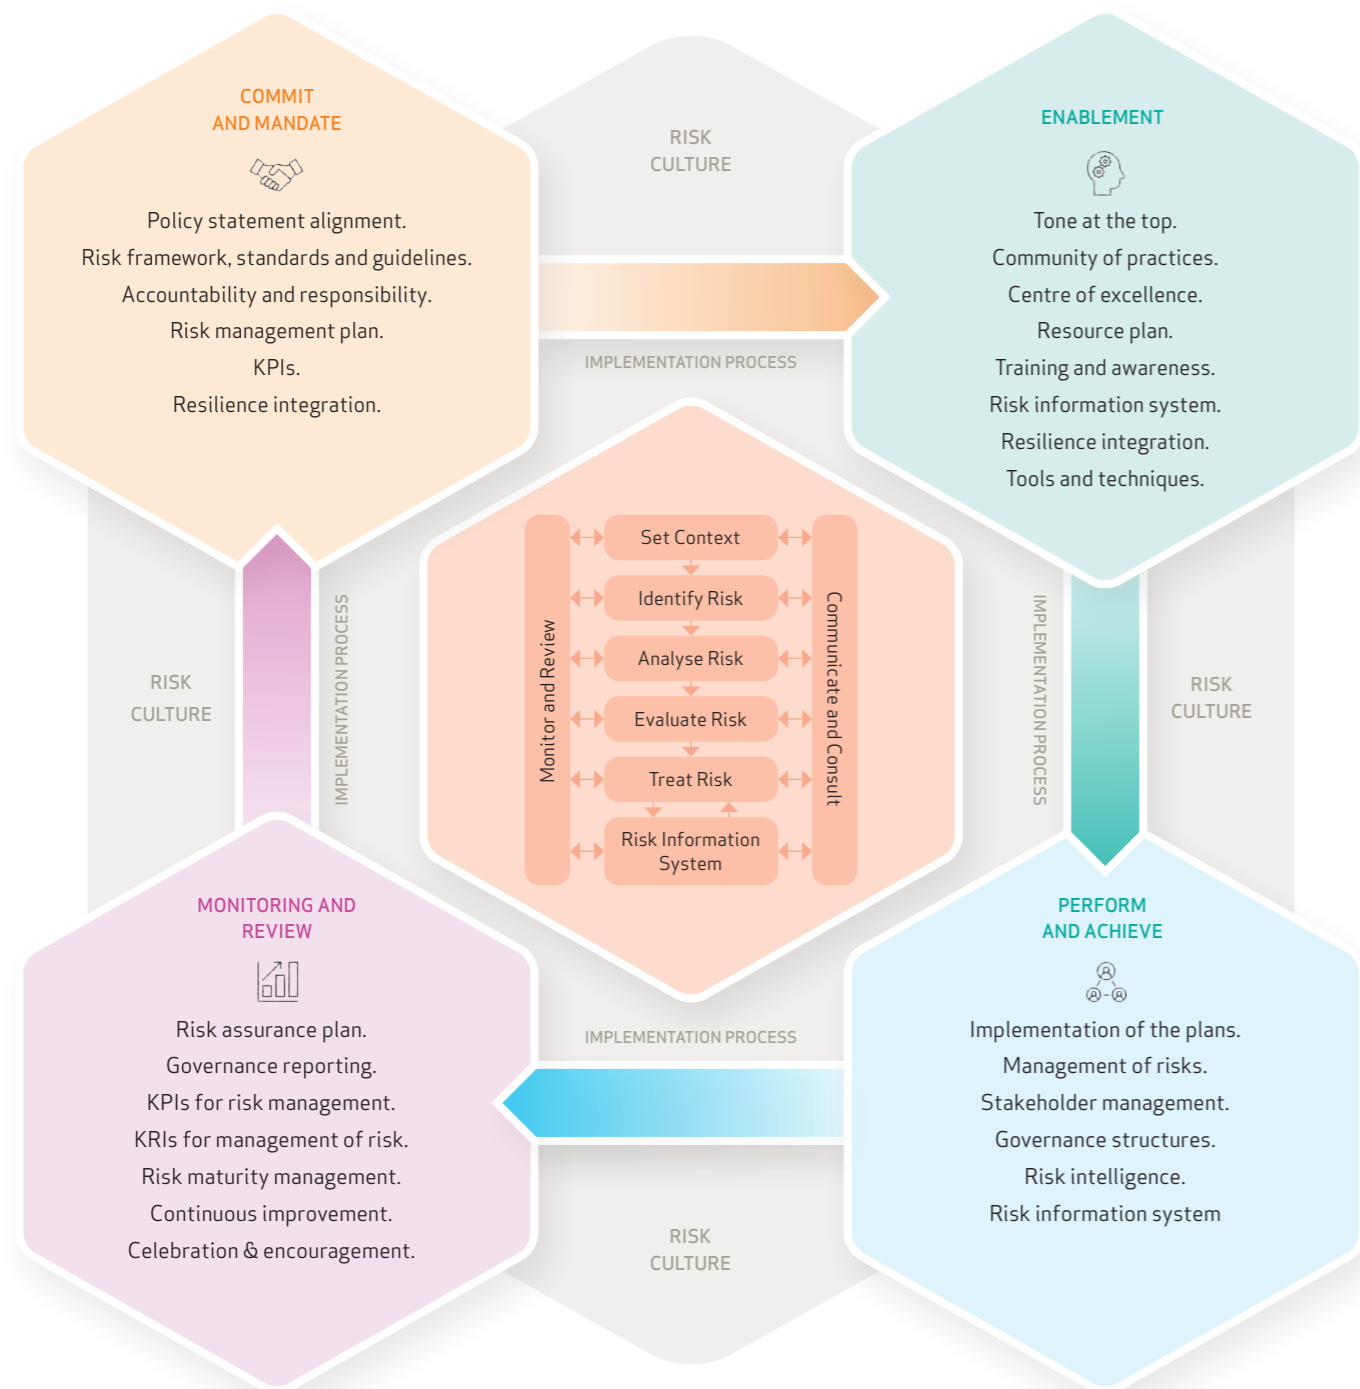 COMMIT
AND MANDATE
Policy statement alignment.
Risk framework, standards and guidelines.
Accountability and responsibility.
Risk management plan.
KPIs.
Resilience integration.
RISK
CULTURE
IMPLEMENTATION PROCESS
ENABLEMENT
Tone at the top.
Community of practices.
Centre of excellence.
Resource plan.
Training and awareness.
Risk information system.
Resilience integration.
Tools and techniques.
RISK
CULTURE
IMPLEMENTATION PROCESS
Monitor and Review
Set Context
Identify Risk
Analyse Risk
Evaluate Risk
Treat Risk
Risk Information
System
Communicate and Consult
IMPLEMENTATION PROCESS
RISK
CULTURE
MONITORING AND
REVIEW
Risk assurance plan.
Governance reporting.
KPIs for risk management.
KRIs for management of risk.
Risk maturity management.
Continuous improvement.
Celebration & encouragement.
IMPLEMENTATION PROCESS
RISK
CULTURE
PERFORM
AND ACHIEVE
Implementation of the plans.
Management of risks.
Stakeholder management.
Governance structures.
Risk intelligence.
Risk information system